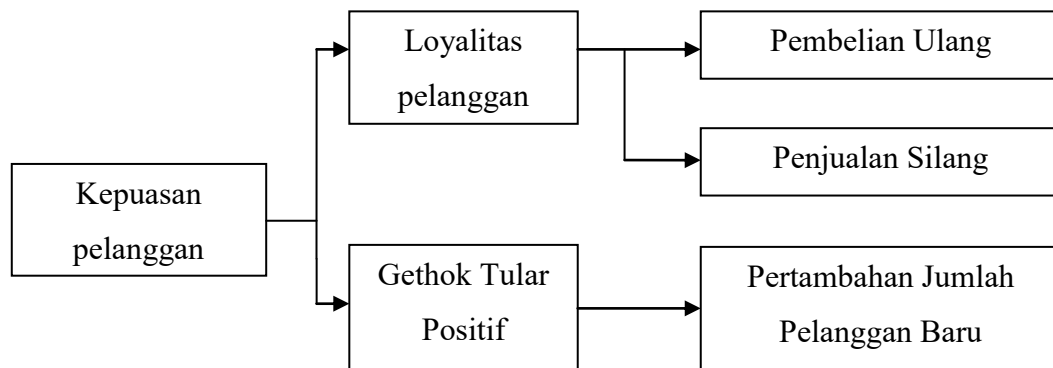 Loyalitas
pelanggan
Pembelian Ulang
Penjualan Silang
Kepuasan
pelanggan
Gethok Tular
Positif
Pertambahan Jumlah
Pelanggan Baru